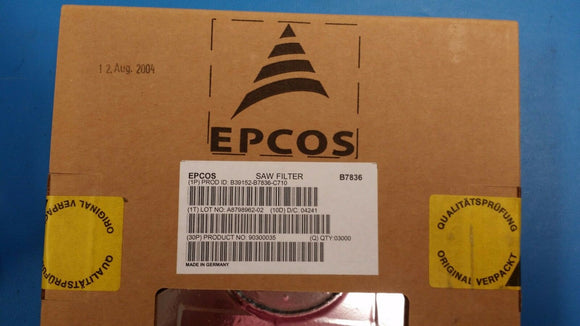 12. Aug. 2004
EPCOS
EPCOS SAW FILTER B7836
(1P) PROD ID: B39152-B7836-C710
(1T) LOT NO: A8798962-02 (10D) D/C: 04241
(30P) PRODUCT NO: 90300035 (Q) QTY:03000
MADE IN GERMANY
ORIGINAL VERPACKT
QUALITÄTSPRÜFUNG
QUALITÄTSPRÜFUNG
ORIGINAL VERPACKT